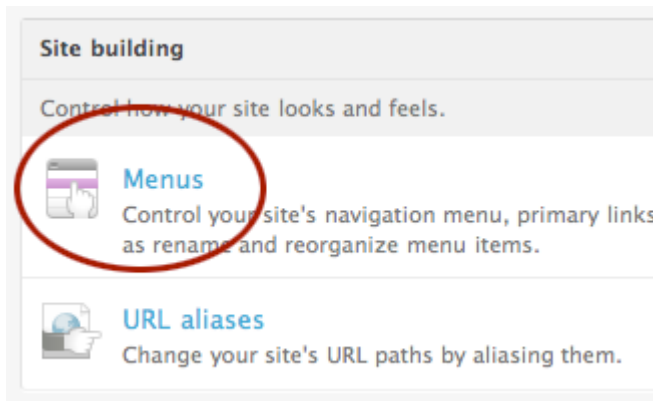 Site building
Control how your site looks and feels.
Menus
Control your site's navigation menu, primary links
as rename and reorganize menu items.
URL aliases
Change your site's URL paths by aliasing them.